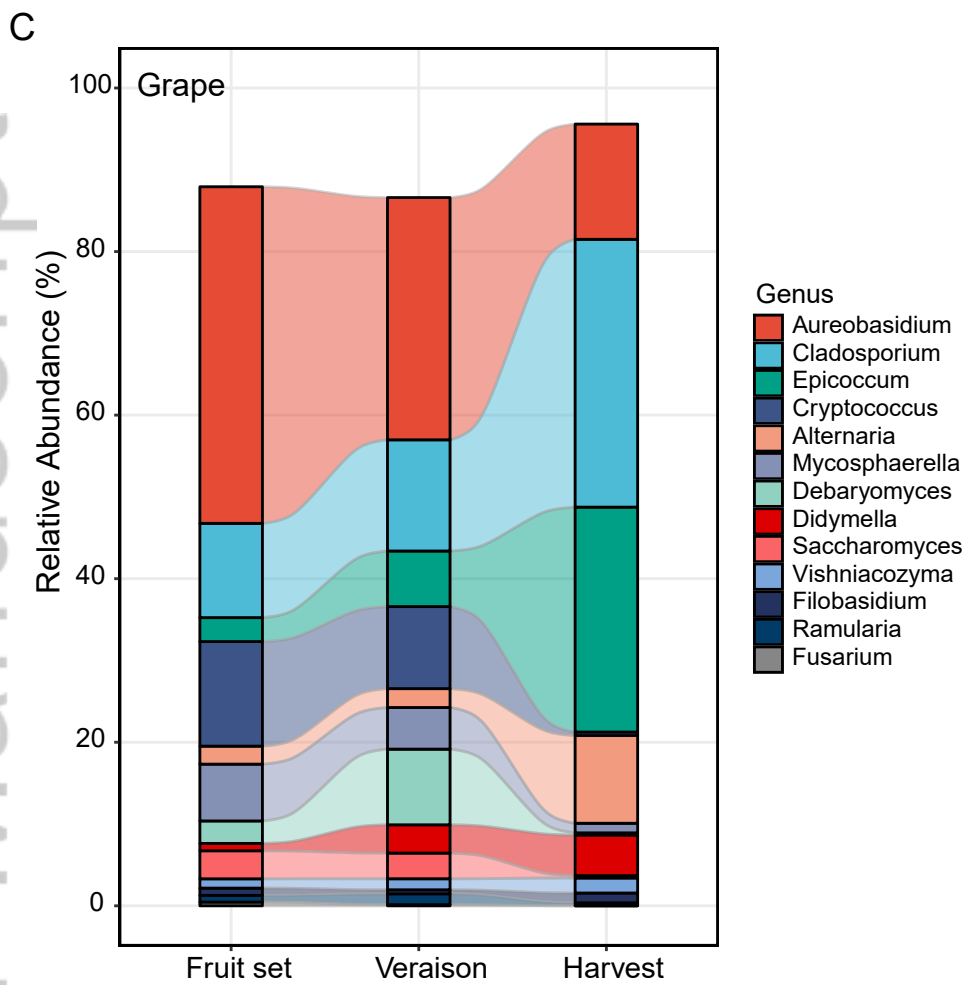 C
Grape
100
80
60
40
20
0
Relative Abundance (%)
Fruit set
Veraison
Harvest
Genus
Aureobasidium
Cladosporium
Epicoccum
Cryptococcus
Alternaria
Mycosphaerella
Debaryomyces
Didymella
Saccharomyces
Vishniacozyma
Filobasidium
Ramularia
Fusarium